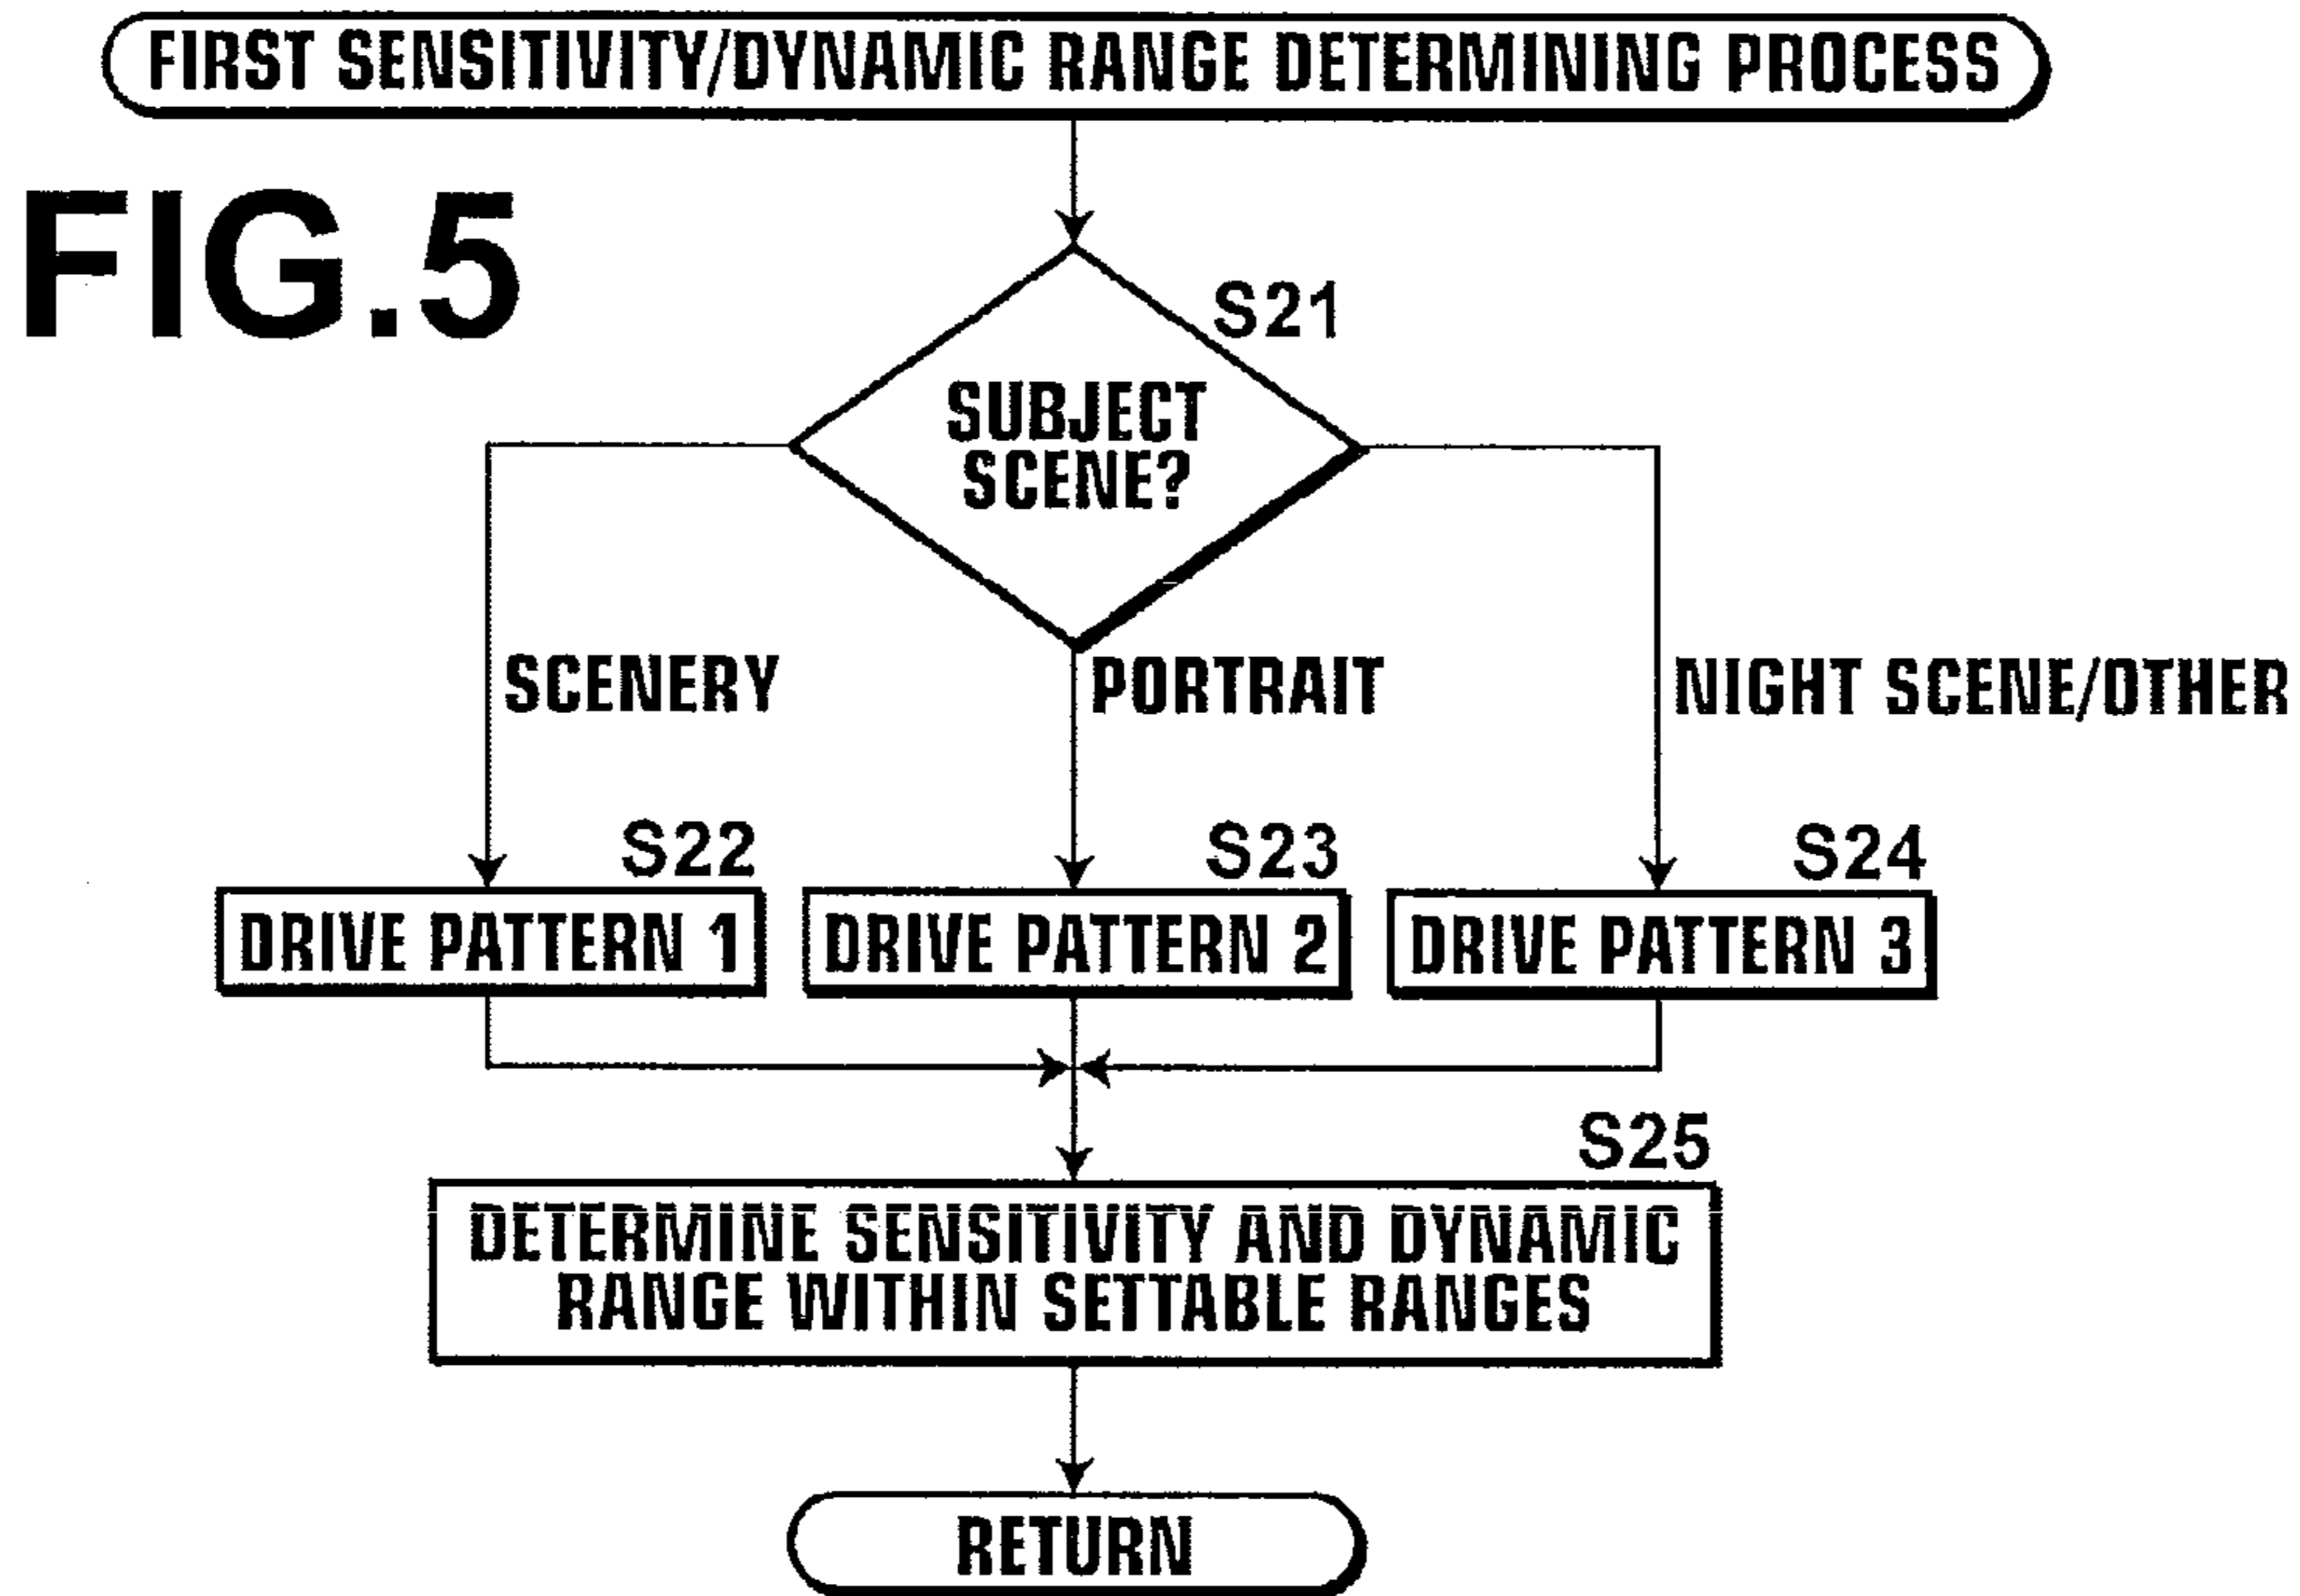 FIRST SENSITIVITY/DYNAMIC RANGE DETERMINING PROCESS
FIG.5
S21
SUBJECT
SCENE?
SCENERY
PORTRAIT
NIGHT SCENE/OTHER
S22
S23
S24
DRIVE PATTERN 1
DRIVE PATTERN 2
DRIVE PATTERN 3
S25
DETERMINE SENSITIVITY AND DYNAMIC
RANGE WITHIN SETTABLE RANGES
RETURN